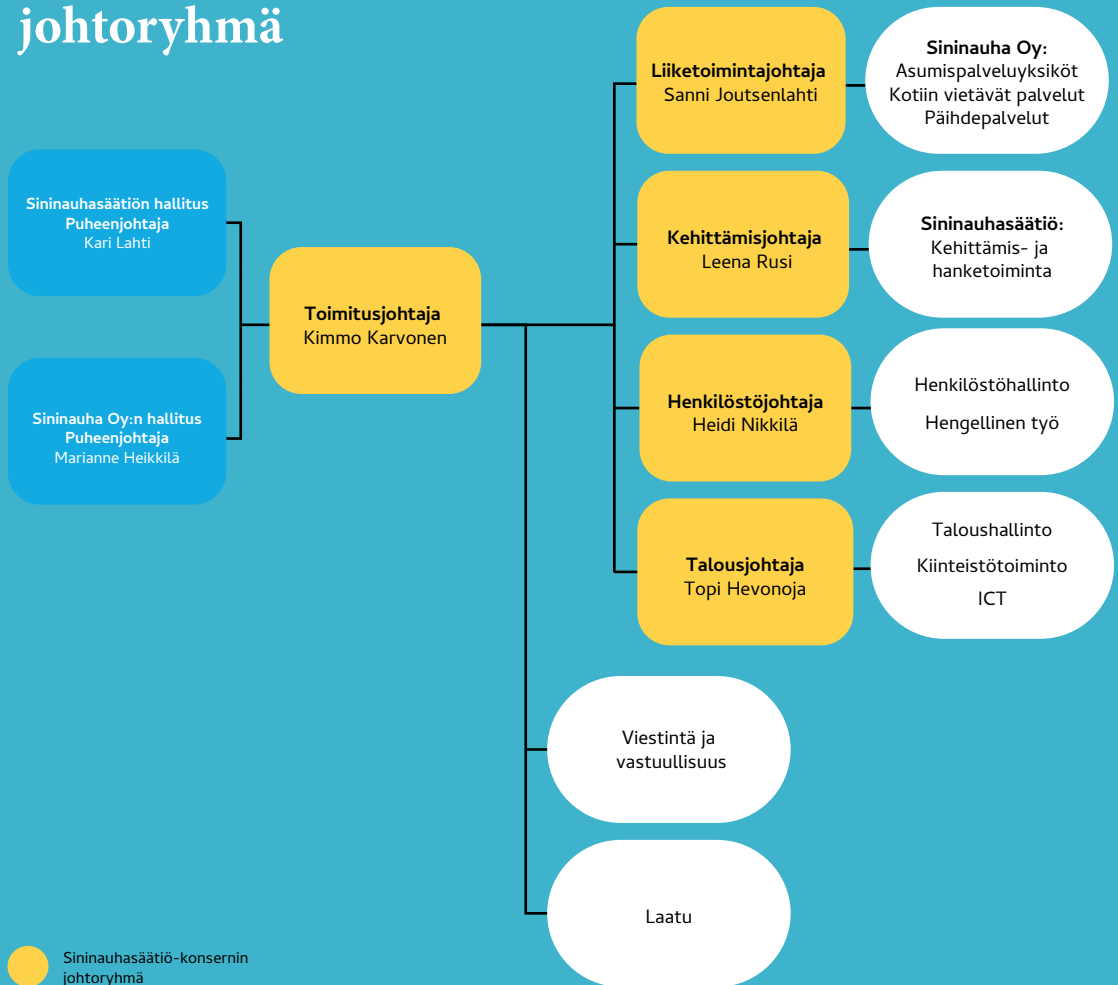 johtoryhmä
Sininauhasäätiön hallitus
Puheenjohtaja
Kari Lahti
Sininauha Oy:n hallitus
Puheenjohtaja
Marianne Heikkilä
Toimitusjohtaja
Kimmo Karvonen
Liiketoimintajohtaja
Sanni Joutsenlahti
Sininauha Oy:
Asumispalveluyksiköt
Kotiin vietävät palvelut
Päihdepalvelut
Kehittämisjohtaja
Leena Rusi
Sininauhasäätiö:
Kehittämis- ja
hanketoiminta
Henkilöstöjohtaja
Heidi Nikkilä
Henkilöstöhallinto
Hengellinen työ
Talousjohtaja
Topi Hevonoja
Taloushallinto
Kiinteistötoiminto
ICT
Viestintä ja
vastuullisuus
Laatu
Sininauhasäätiö-konsernin
johtoryhmä